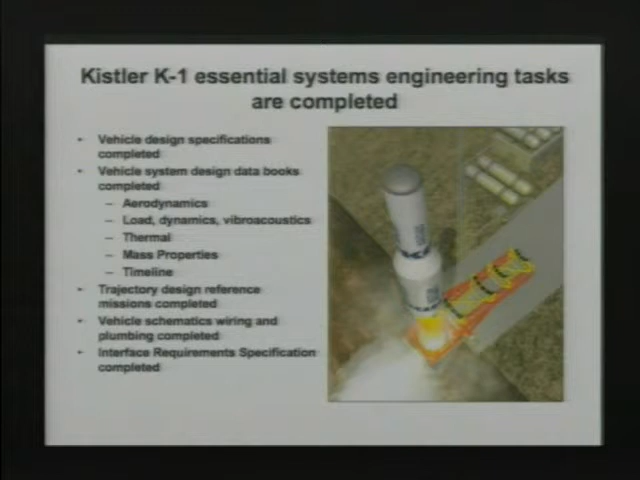 Kistler K-1 essential systems engineering tasks
are completed
• Vehicle design specifications
completed
• Vehicle system design data books
completed
– Aerodynamics
– Load, dynamics, vibroacoustics
– Thermal
– Mass Properties
– Timeline
• Trajectory design reference
missions completed
• Vehicle schematics wiring and
plumbing completed
• Interface Requirements Specification
completed